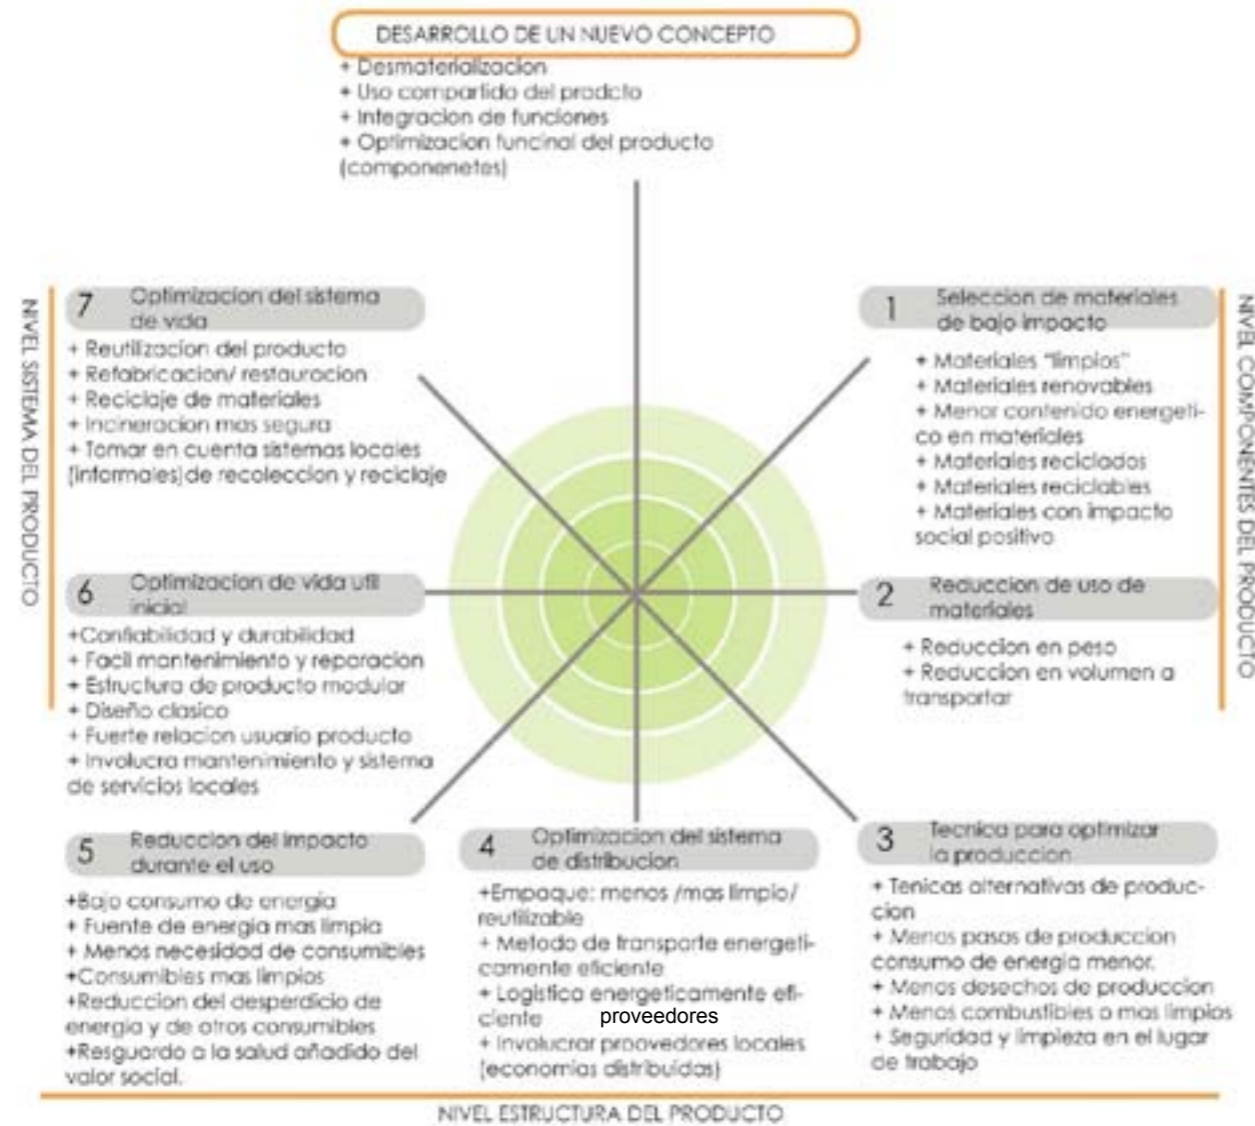 DESARROLLO DE UN NUEVO CONCEPTO
+ Desmaterializacion
+ Uso compartido del prodcto
+ Integracion de funciones
+ Optimizacion funcinal del producto
(componenetes)
NIVEL SISTEMA DEL PRODUCTO
7 Optimizacion del sistema
de vida
+ Reutilizacion del producto
+ Refabricacion/ restauracion
+ Reciclaje de materiales
+ Incineracion mas segura
+ Tomar en cuenta sistemas locales
(informales)de recoleccion y reciclaje
6 Optimizacion de vida util
inicial
+Confiabilidad y durabilidad
+ Facil mantenimiento y reparacion
+ Estructura de producto modular
+ Diseño clasico
+ Fuerte relacion usuario producto
+ Involucra mantenimiento y sistema
de servicios locales
5 Reduccion del impacto
durante el uso
+Bajo consumo de energia
+ Fuente de energia mas limpia
+ Menos necesidad de consumibles
+Consumibles mas limpios
+Reduccion del desperdicio de
energia y de otros consumibles
+Resguardo a la salud añadido del
valor social.
4 Optimizacion del sistema
de distribucion
+Empaque: menos /mas limpio/
reutilizable
+ Metodo de transporte energeti-
camente eficiente
+ Logistica energeticamente efi-
ciente
proveedores
+ Involucrar proovedores locales
(economias distribuidas)
1 Seleccion de materiales
de bajo impacto
+ Materiales "limpios"
+ Materiales renovables
+ Menor contenido energeti-
co en materiales
+ Materiales reciclados
+ Materiales reciclables
+ Materiales con impacto
social positivo
2 Reduccion de uso de
materiales
+ Reduccion en peso
+ Reduccion en volumen a
transportar
3 Tecnica para optimizar
la produccion
+ Tenicas alternativas de produc-
cion
+ Menos pasos de produccion
consumo de energia menor.
+ Menos desechos de produccion
+ Menos combustibles o mas limpios
+ Seguridad y limpieza en el lugar
de trabajo
NIVEL COMPONENTES DEL PRODUCTO
NIVEL ESTRUCTURA DEL PRODUCTO